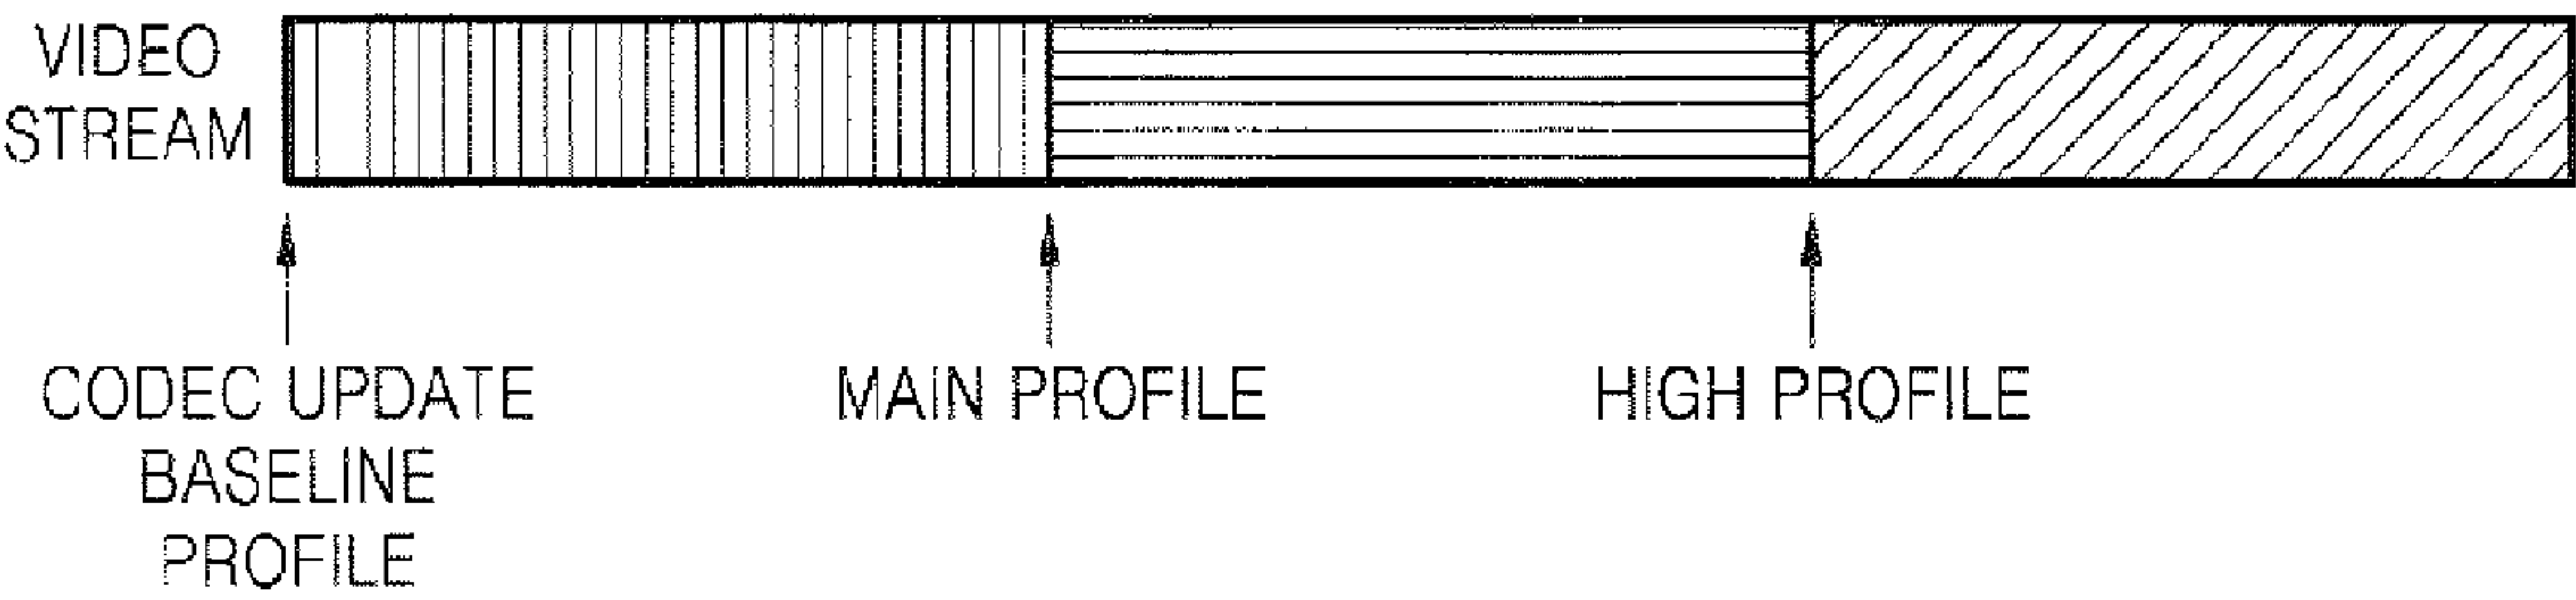 VIDEO
STREAM
CODEC UPDATE
BASELINE
PROFILE
MAIN PROFILE
HIGH PROFILE